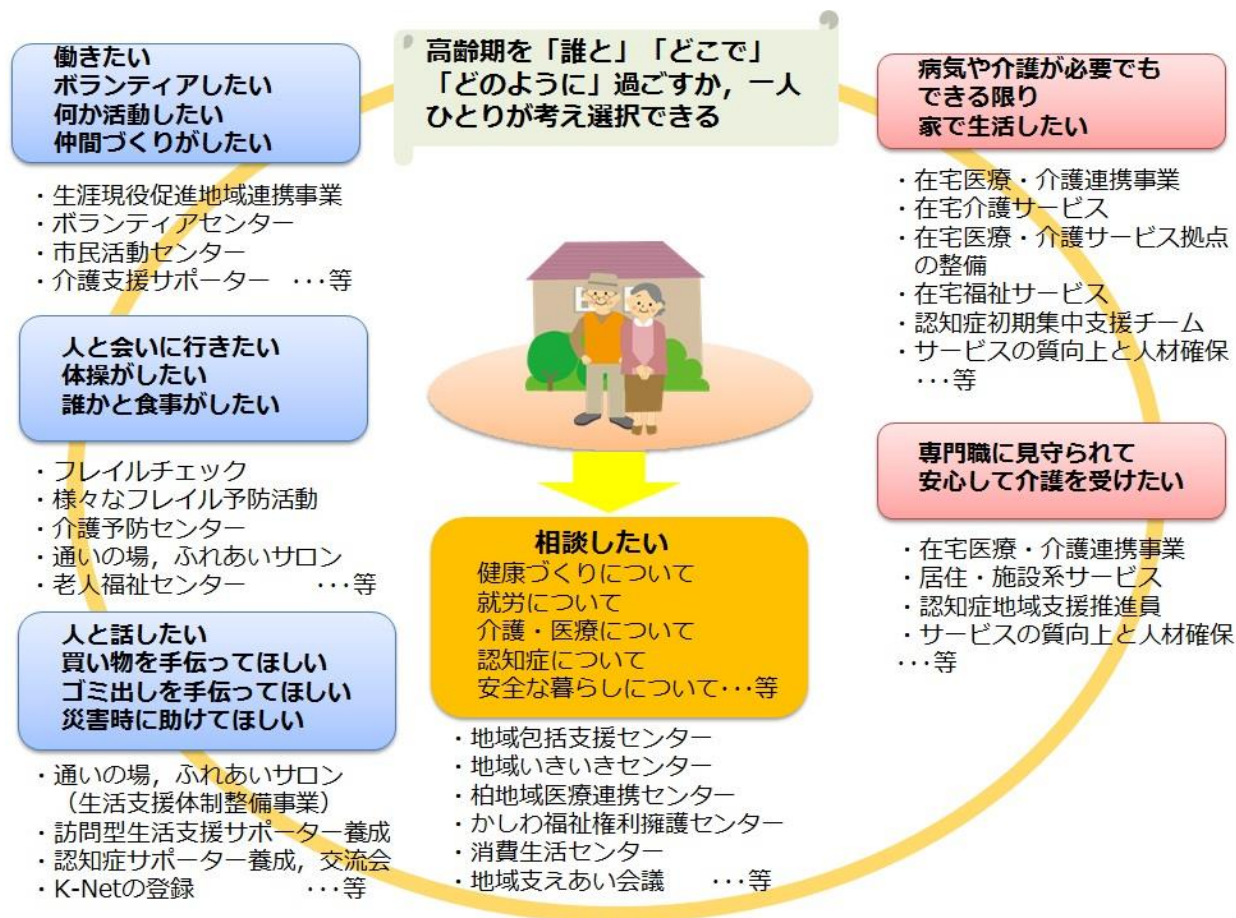 高齢期を「誰と」「どこで」
「どのように」過ごすか，一人
ひとりが考え選択できる
働きたい
ボランティアしたい
何か活動したい
仲間づくりがしたい
・生涯現役促進地域連携事業
・ボランティアセンター
・市民活動センター
・介護支援サポーター　･･･等
人と会いに行きたい
体操がしたい
誰かと食事がしたい
・フレイルチェック
・様々なフレイル予防活動
・介護予防センター
・通いの場，ふれあいサロン
・老人福祉センター　　　･･･等
人と話したい
買い物を手伝ってほしい
ゴミ出しを手伝ってほしい
災害時に助けてほしい
・通いの場，ふれあいサロン
（生活支援体制整備事業）
・訪問型生活支援サポーター養成
・認知症サポーター養成，交流会
・K-Netの登録　　　　･･･等
相談したい
健康づくりについて
就労について
介護・医療について
認知症について
安全な暮らしについて･･･等
・地域包括支援センター
・地域いきいきセンター
・柏地域医療連携センター
・かしわ福祉権利擁護センター
・消費生活センター
・地域支えあい会議　　･･･等
病気や介護が必要でも
できる限り
家で生活したい
・在宅医療・介護連携事業
・在宅介護サービス
・在宅医療・介護サービス拠点
の整備
・在宅福祉サービス
・認知症初期集中支援チーム
・サービスの質向上と人材確保
･･･等
専門職に見守られて
安心して介護を受けたい
・在宅医療・介護連携事業
・居住・施設系サービス
・認知症地域支援推進員
・サービスの質向上と人材確保
･･･等